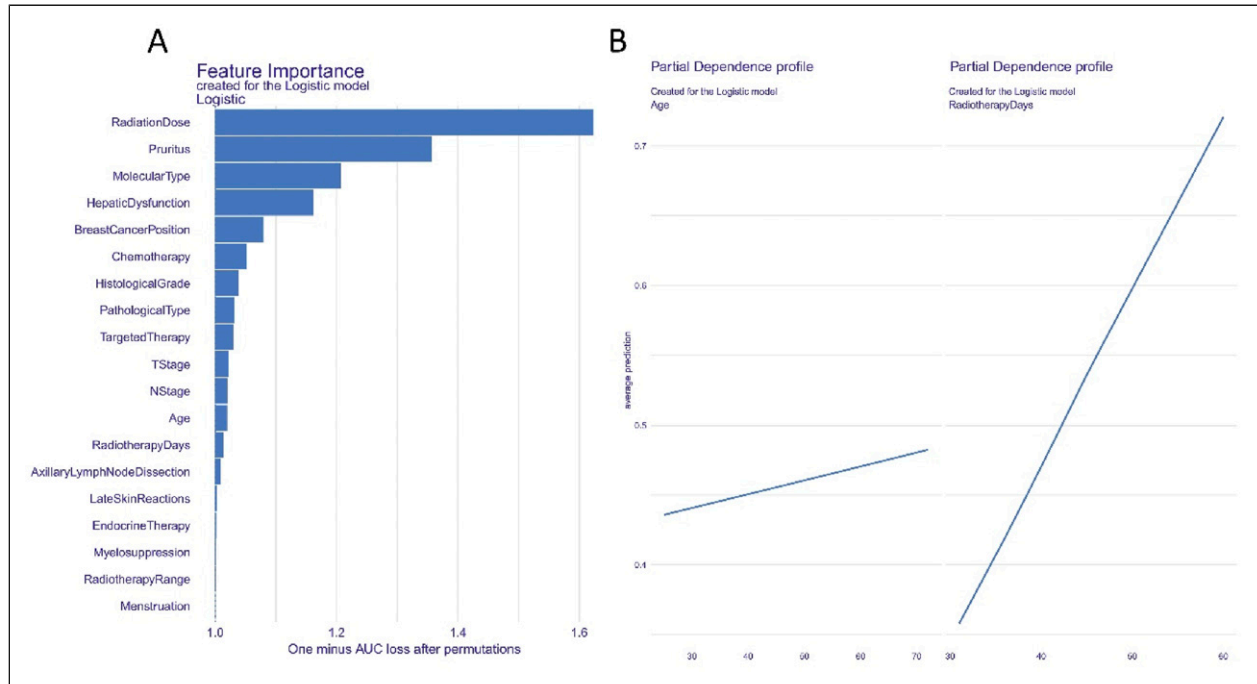 A
Feature Importance
created for the Logistic model
Logistic
RadiationDose
Pruritus
MolecularType
HepaticDysfunction
BreastCancerPosition
Chemotherapy
HistologicalGrade
PathologicalType
TargetedTherapy
TStage
NStage
Age
RadiotherapyDays
AxillaryLymphNodeDissection
LateSkinReactions
EndocrineTherapy
Myelosuppression
RadiotherapyRange
Menstruation
1.0 1.2 1.4 1.6
One minus AUC loss after permutations
B
Partial Dependence profile
Created for the Logistic model
Age
Partial Dependence profile
Created for the Logistic model
RadiotherapyDays
0.7
0.6
0.5
0.4
average prediction
30 40 50 60 70
30 40 50 60